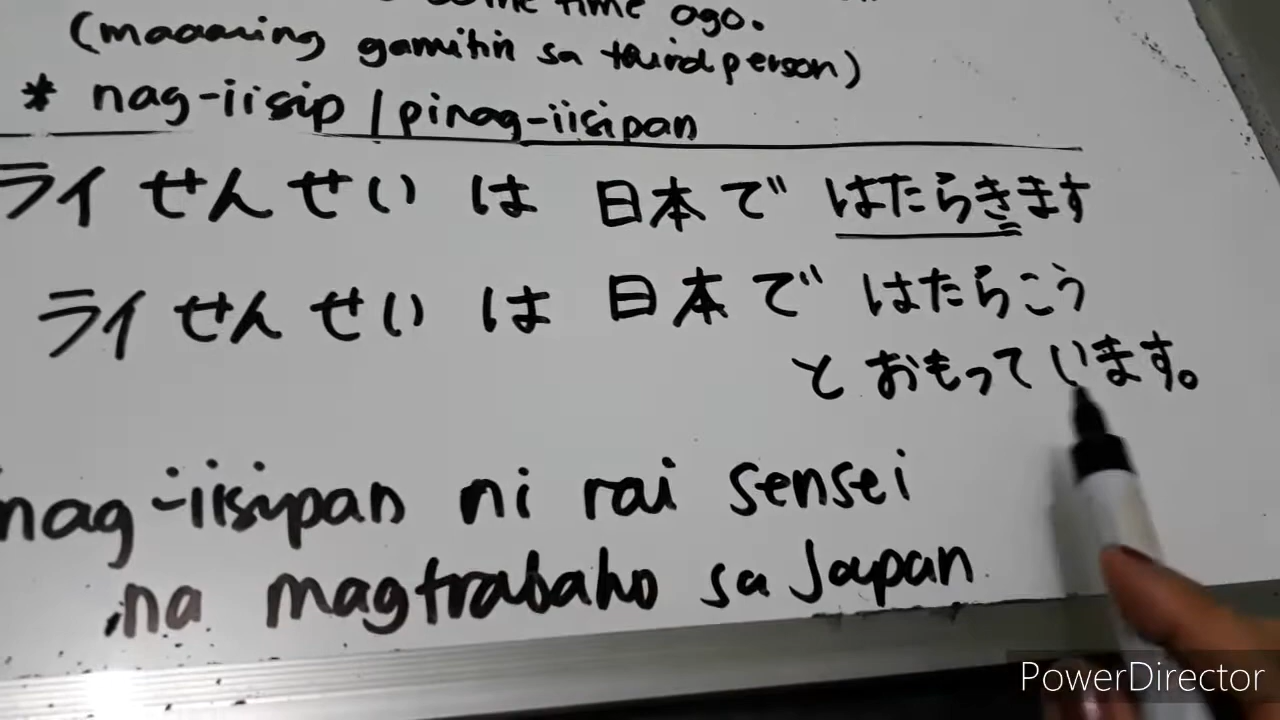 time ago.
(maaaring gamitin sa third person)
* nag-iisip / pinag-iisipan
ライ せんせい は 日本で はたらきます
ライ せんせい は 日本で はたらこう
と おもって います。
nag-iisipan ni rai sensei
na magtrabaho sa Japan
PowerDirector